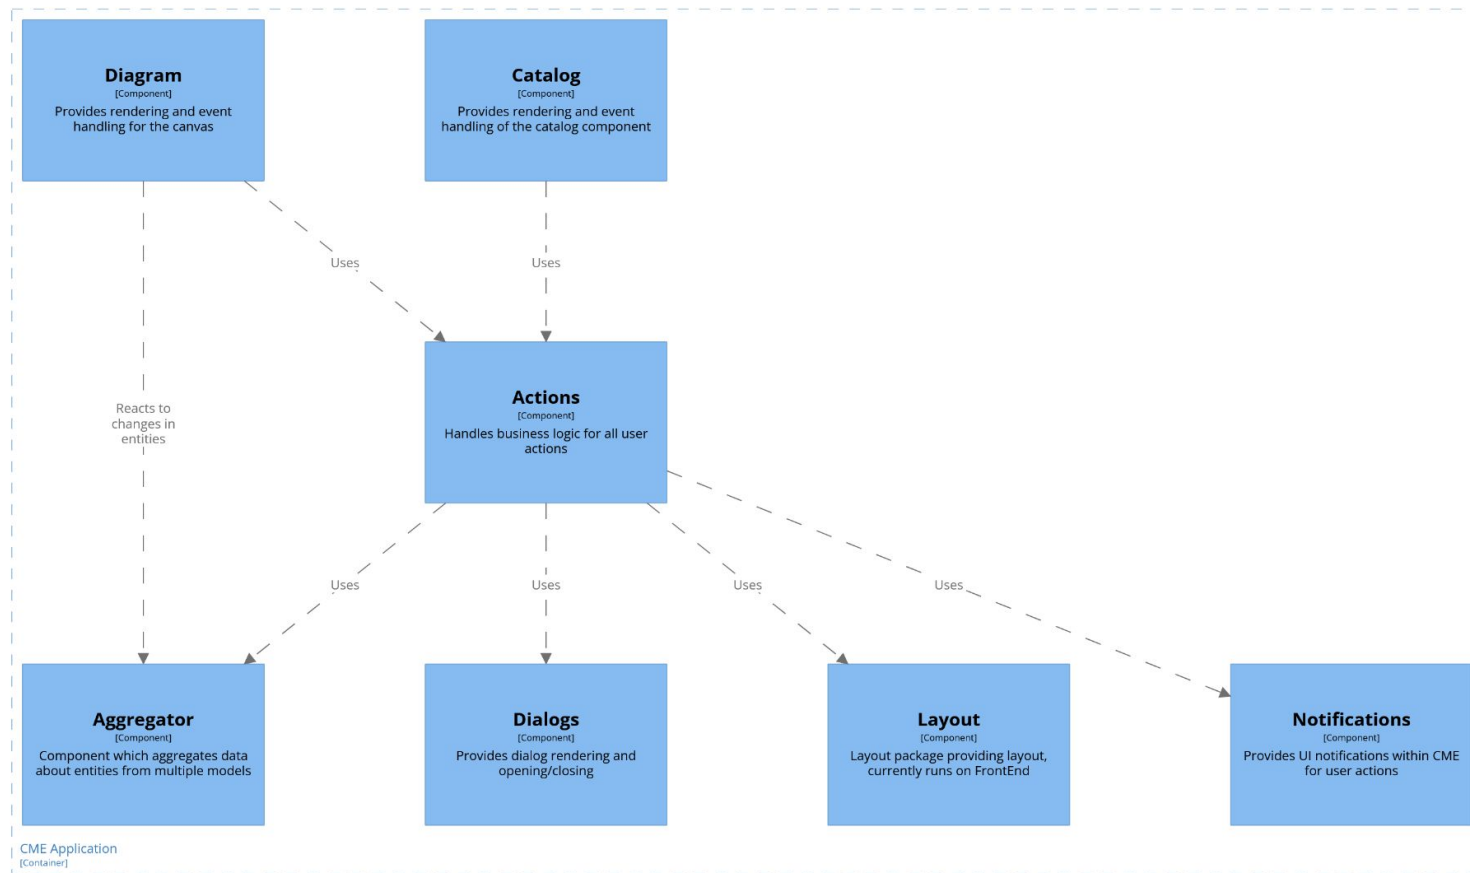 Diagram
[Component]
Provides rendering and event
handling for the canvas
Catalog
[Component]
Provides rendering and event
handling of the catalog component
Uses
Uses
Reacts to
changes in
entities
Actions
[Component]
Handles business logic for all user
actions
Uses
Uses
Uses
Uses
Aggregator
[Component]
Component which aggregates data
about entities from multiple models
Dialogs
[Component]
Provides dialog rendering and
opening/closing
Layout
[Component]
Layout package providing layout,
currently runs on FrontEnd
Notifications
[Component]
Provides UI notifications within CME
for user actions
CME Application
[Container]